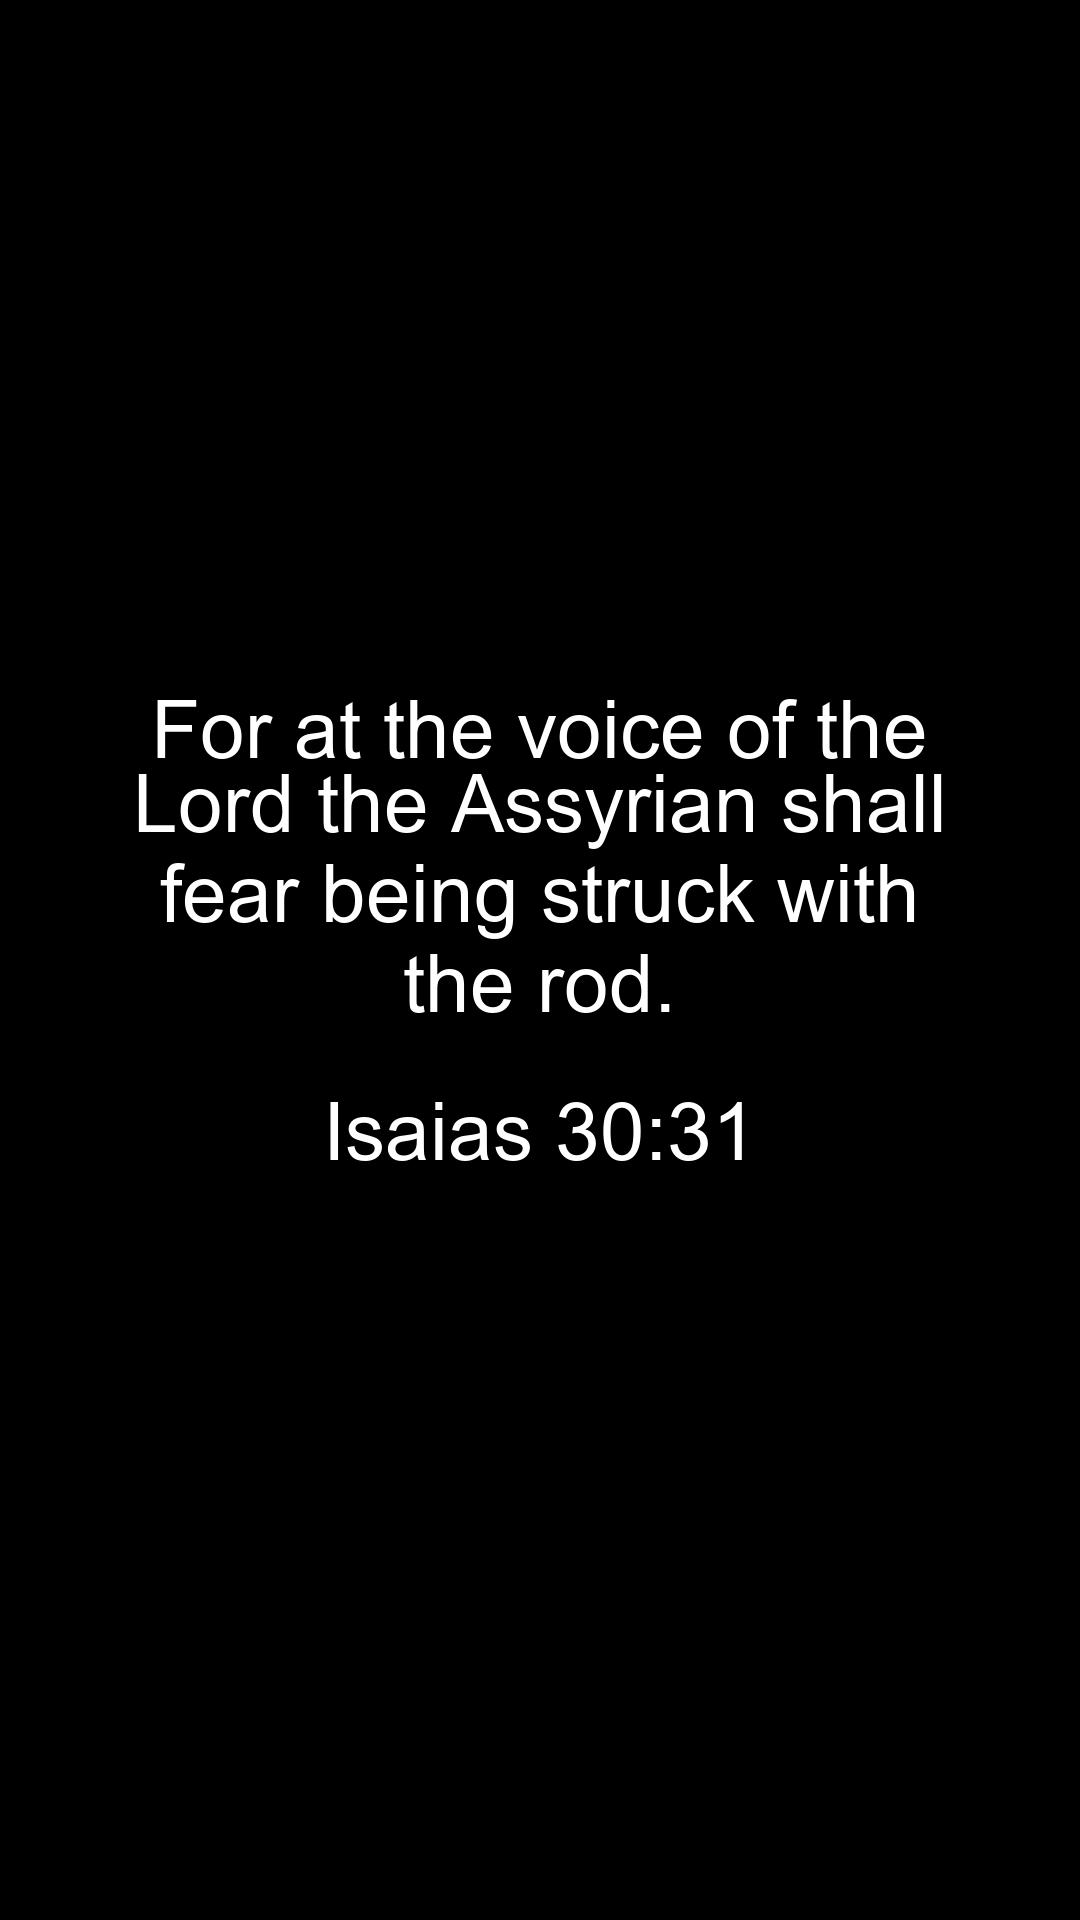 For at the voice of the
Lord the Assyrian shall
fear being struck with
the rod.
Isaias 30:31